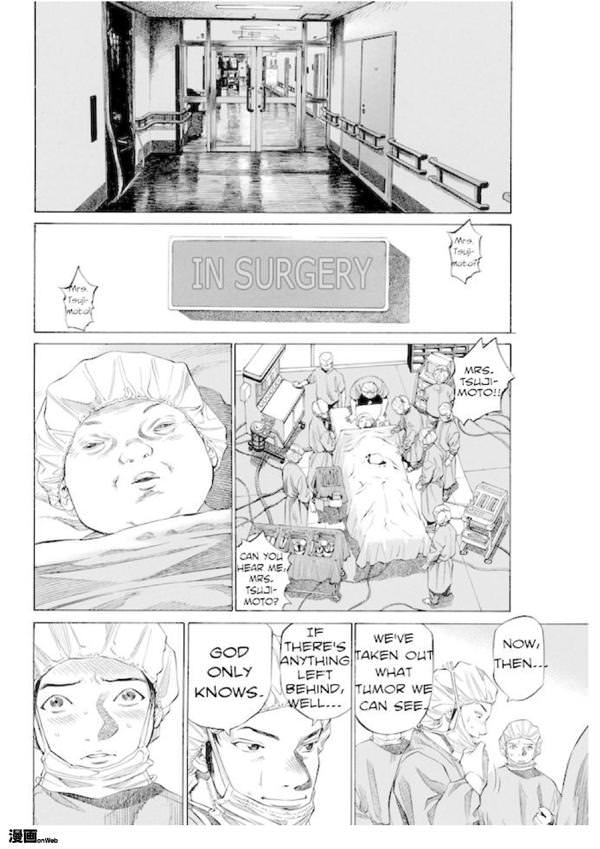 Mrs.
Tsuji-
moto?
IN SURGERY
Mrs.
Tsuji-
moto!
MRS.
TSUJI-
MOTO!!
CAN YOU
HEAR ME,
MRS.
TSUJI-
MOTO?
NOW,
THEN...
WE'VE
TAKEN OUT
WHAT
TUMOR WE
CAN SEE.
IF
THERE'S
ANYTHING
LEFT
BEHIND,
WELL...
GOD
ONLY
KNOWS.
漫画onWeb